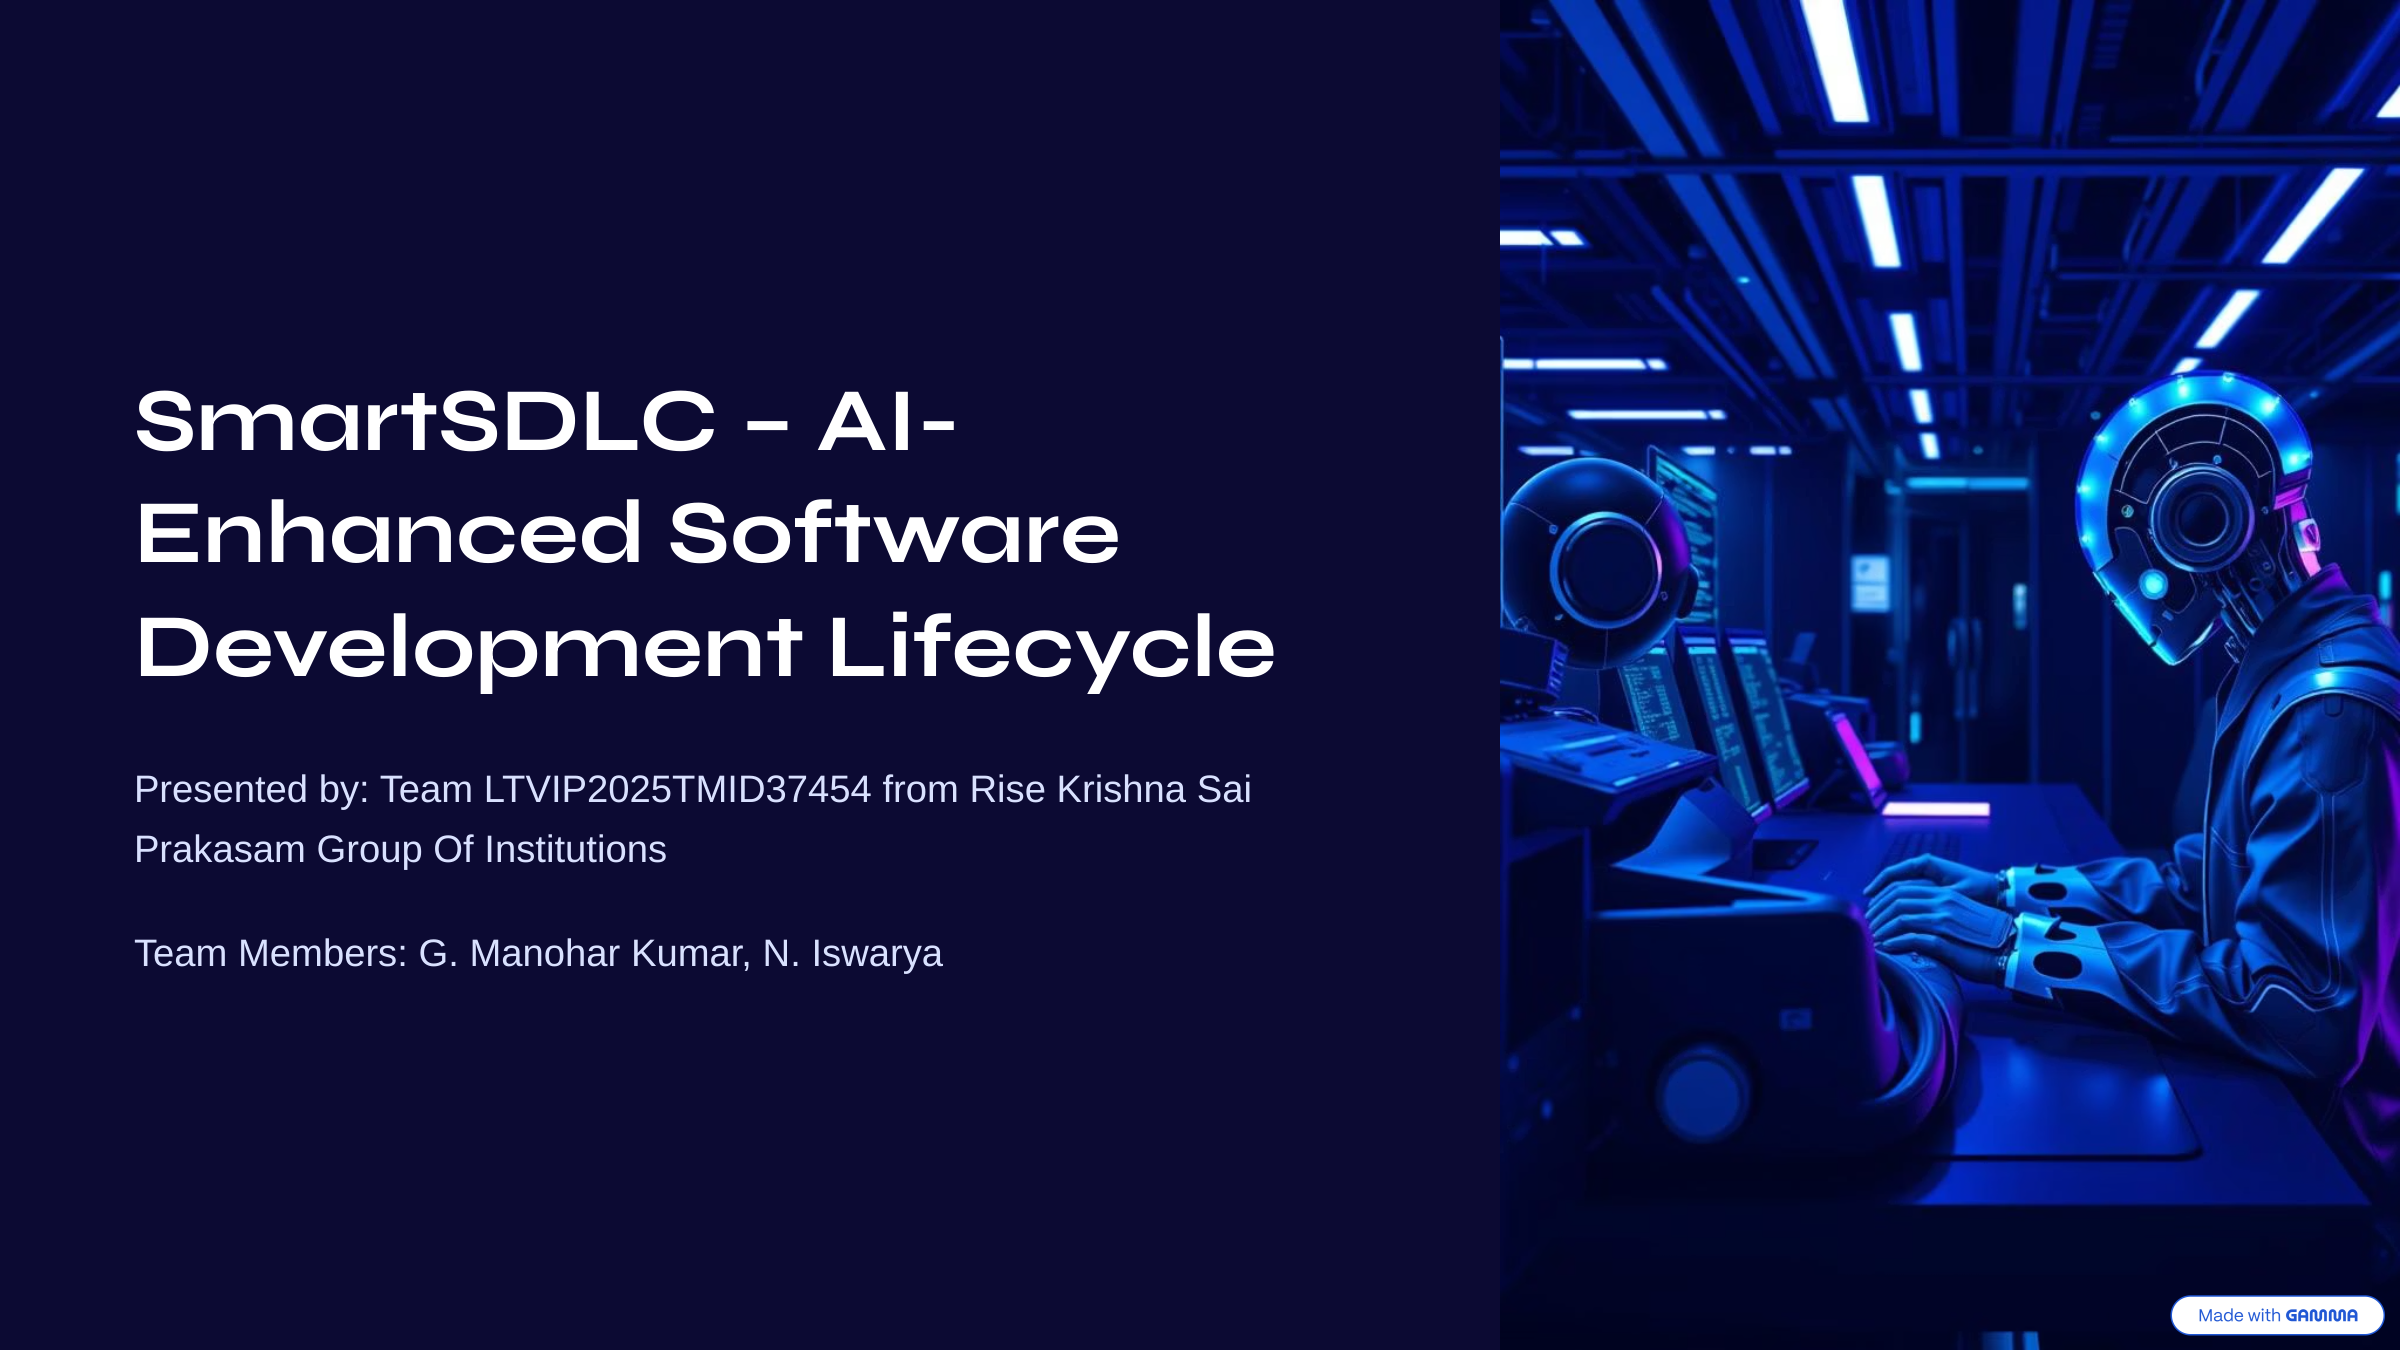 SmartSDLC – AI-
Enhanced Software
Development Lifecycle
Presented by: Team LTVIP2025TMID37454 from Rise Krishna Sai
Prakasam Group Of Institutions
Team Members: G. Manohar Kumar, N. Iswarya
Made with GAMMA